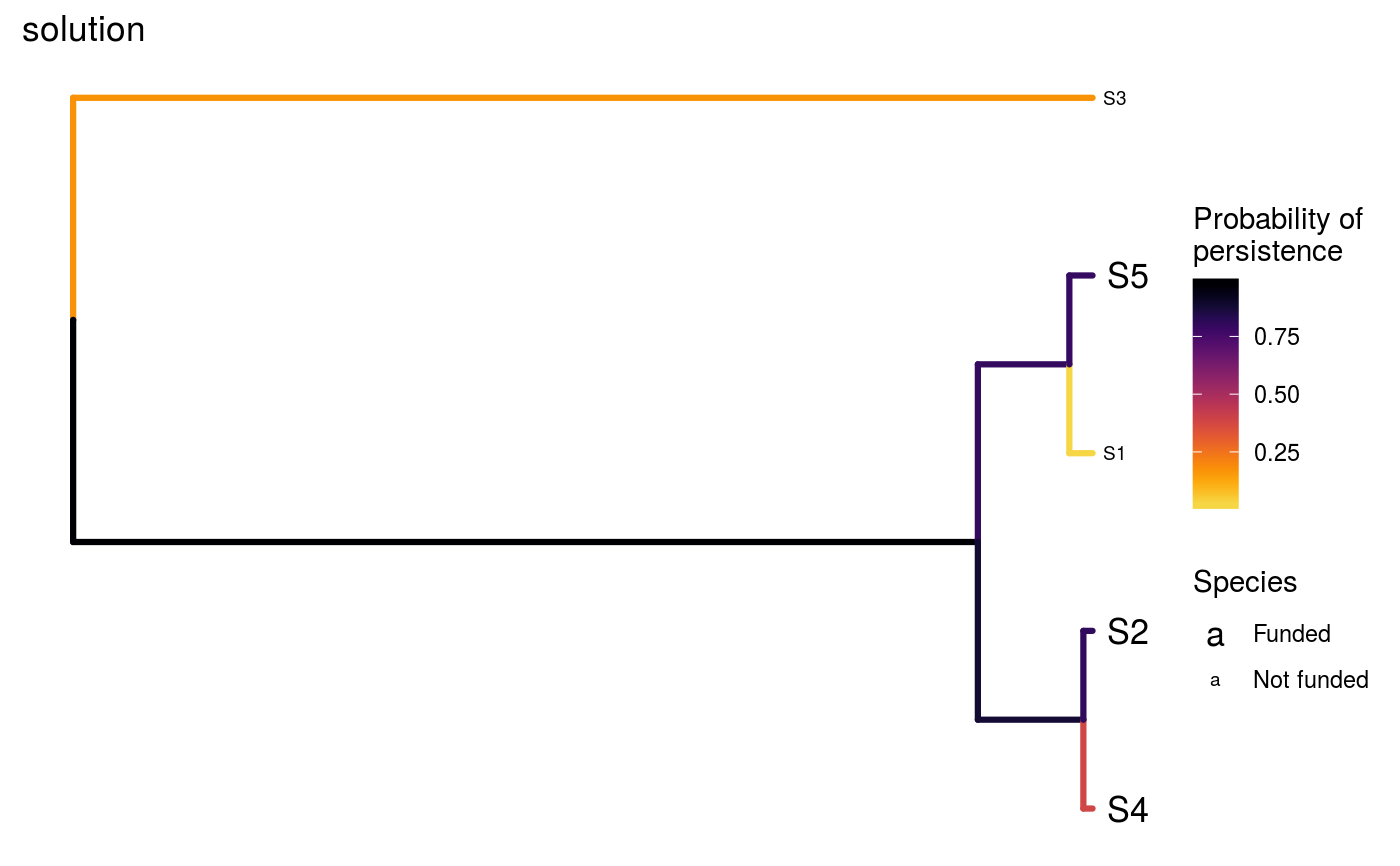 solution
S3
S5
S1
S2
S4
Probability of
persistence
0.75
0.50
0.25
Species
a Funded
a Not funded